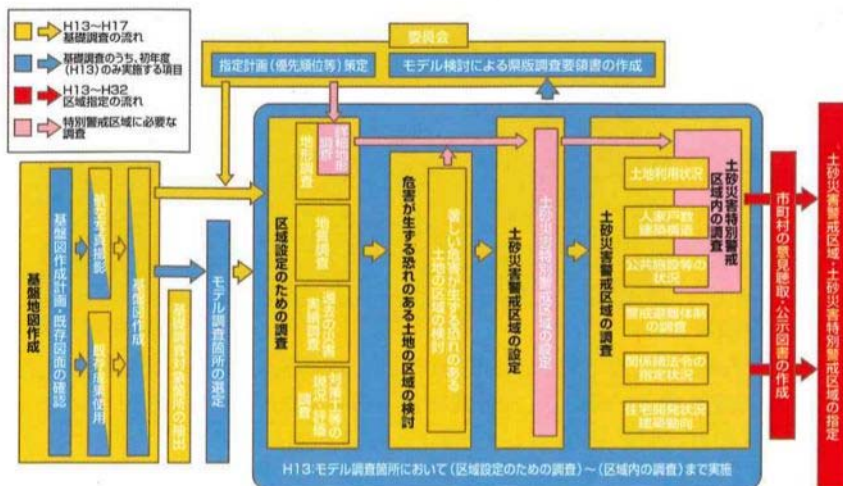 H13〜H17
基礎調査の流れ
基礎調査のうち、初年度
(H13)のみ実施する項目
H13〜H32
区域指定の流れ
特別警戒区域に必要な
調査
委員会
指定計画(優先順位等)策定
モデル検討による県版調査要領書の作成
基盤地図作成
基盤図作成計画・既存図面の確認
航空写真撮影
既存成果使用
基盤図作成
基礎調査対象箇所の抽出
モデル調査箇所の選定
区域設定のための調査
地形調査
詳細地形
調査
地質調査
過去の災害
実績調査
対策工事の
状況・評価
調査
危害が生ずる恐れのある土地の区域の検討
著しい危害が生ずる恐れのある
土地の区域の検討
土砂災害警戒区域の設定
土砂災害特別警戒区域の設定
土砂災害警戒区域の調査
土砂災害特別警戒
区域内の調査
土地利用状況
人家戸数
建築構造
公共施設等の
状況
警戒避難体制
の調査
関係諸法令の
指定状況
住宅開発状況
建築動向
市町村の意見聴取・公示図書の作成
土砂災害警戒区域・土砂災害特別警戒区域の指定
H13:モデル調査箇所において(区域設定のための調査)〜(区域内の調査)まで実施